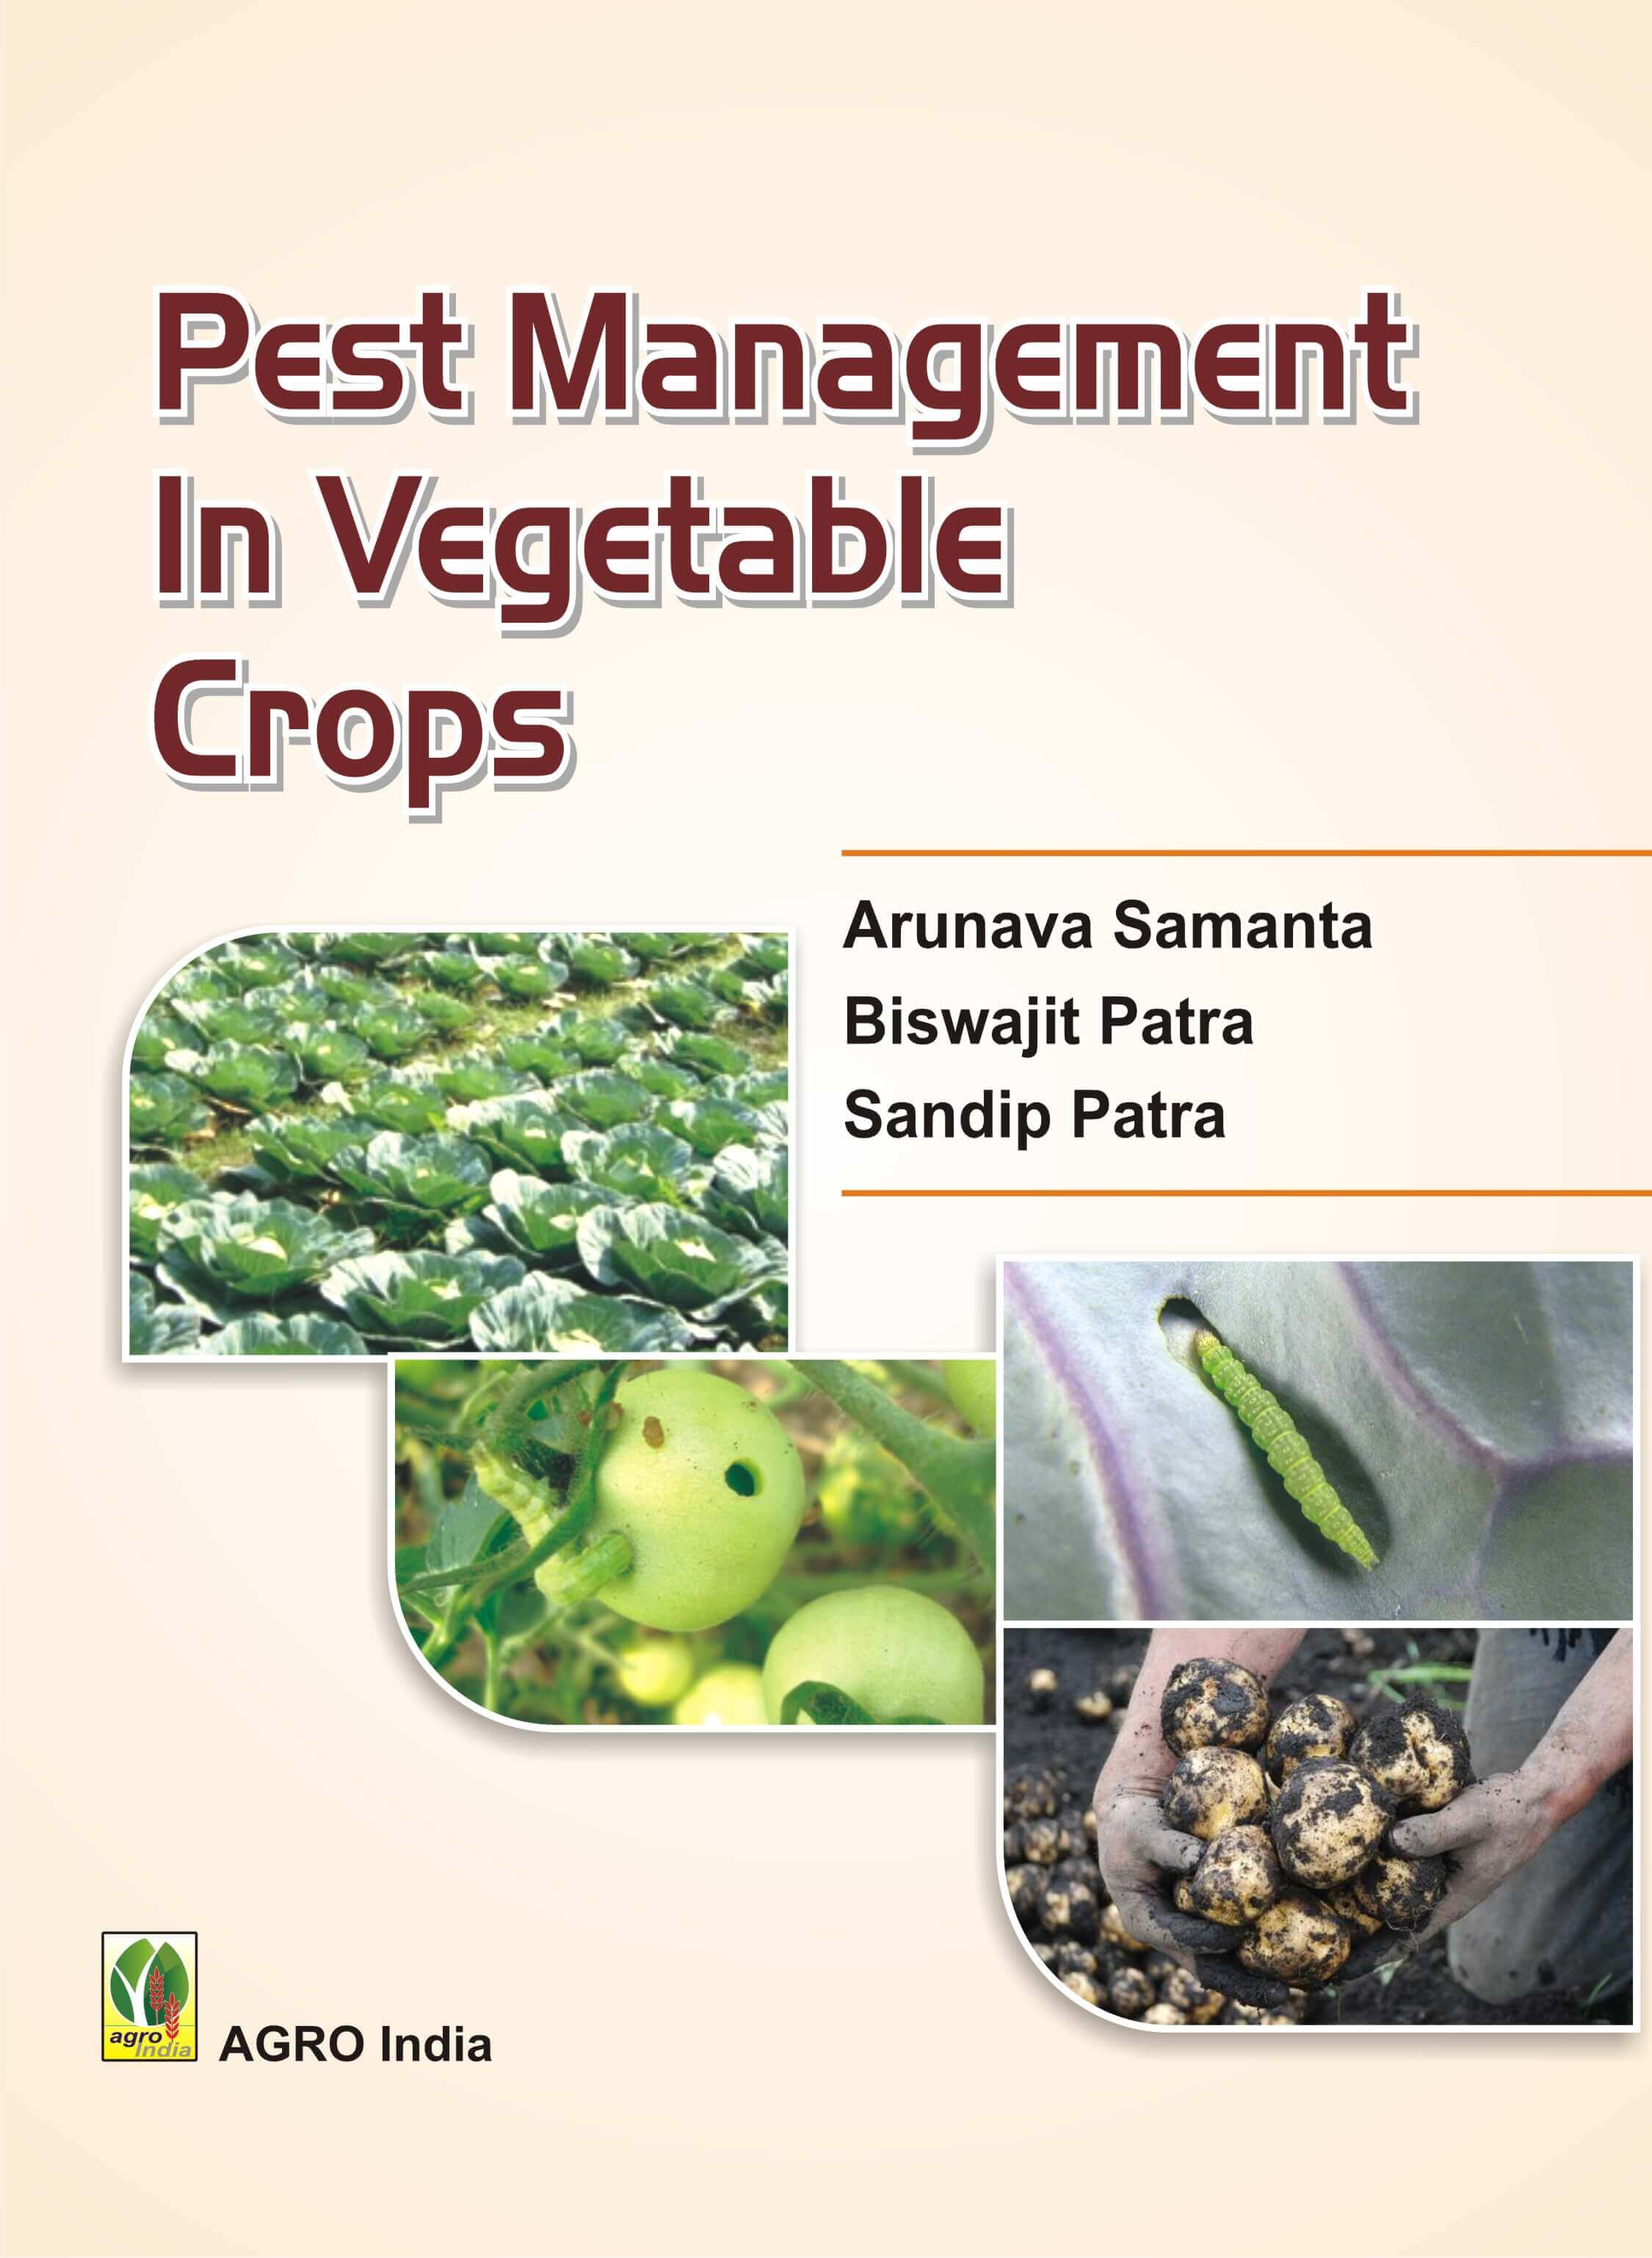 Pest Management
In Vegetable
Crops
Arunava Samanta
Biswajit Patra
Sandip Patra
agro
India
AGRO India